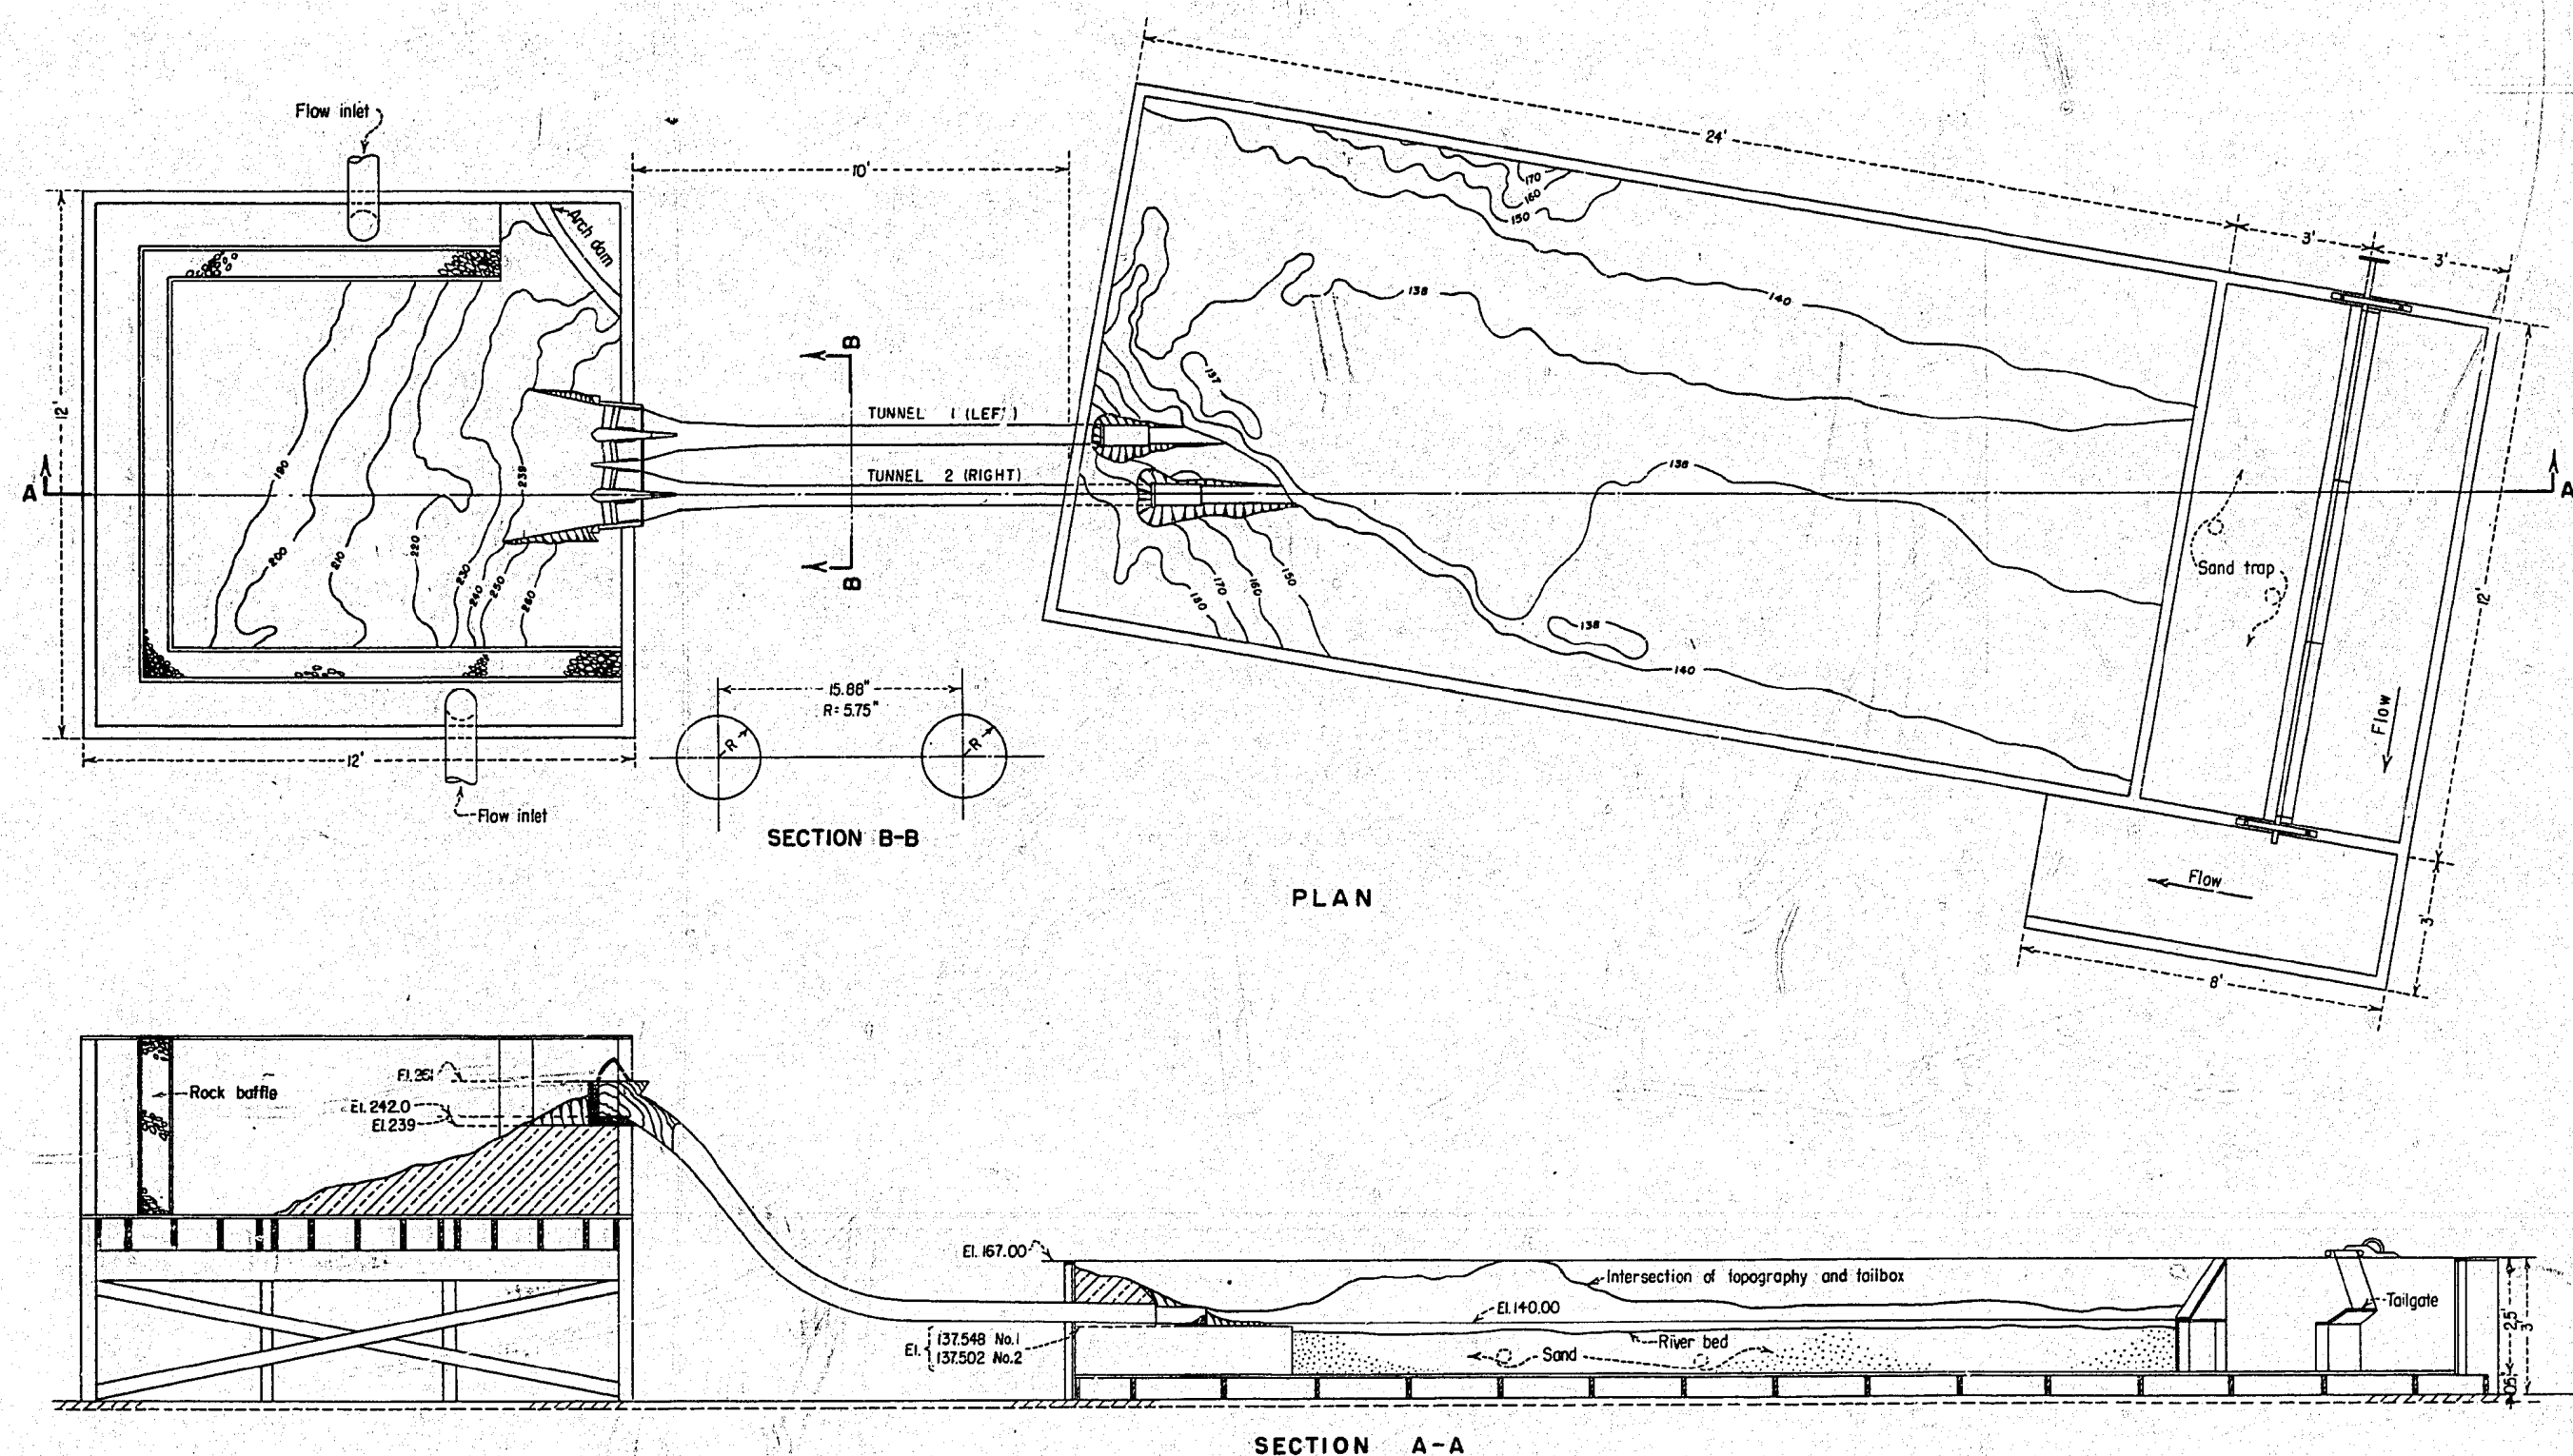 Flow inlet
Arch dam
12'
12'
190
200
210
220
230
240
250
260
239
Flow inlet
10'
B
B
TUNNEL 1 (LEFT)
TUNNEL 2 (RIGHT)
A
A
15.88"
R=5.75"
R
R
SECTION B-B
PLAN
24'
3'
3'
170
160
150
140
138
137
138
138
140
180
170
160
150
Sand trap
12'
Flow
Flow
3'
8'
Rock baffle
El. 261
El. 242.0
El. 239
El. 167.00
Intersection of topography and tailbox
El. 140.00
El. { 137.548 No. 1
137.502 No. 2
Sand
River bed
Tailgate
2.5'
3'
0.5'
SECTION A-A